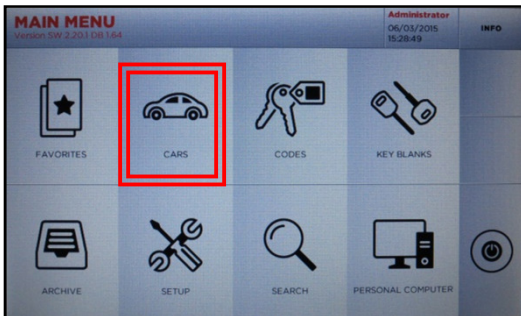 MAIN MENU
Version SW 2.20.1 DB 1.64
Administrator
06/03/2015
15:28:49
INFO
FAVORITES
CARS
CODES
KEY BLANKS
ARCHIVE
SETUP
SEARCH
PERSONAL COMPUTER